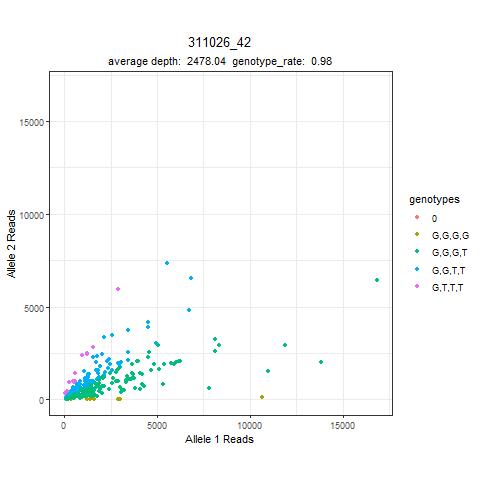 311026_42
average depth: 2478.04 genotype_rate: 0.98
Allele 2 Reads
15000
10000
5000
0
0
5000
10000
15000
Allele 1 Reads
genotypes
0
G,G,G,G
G,G,G,T
G,G,T,T
G,T,T,T